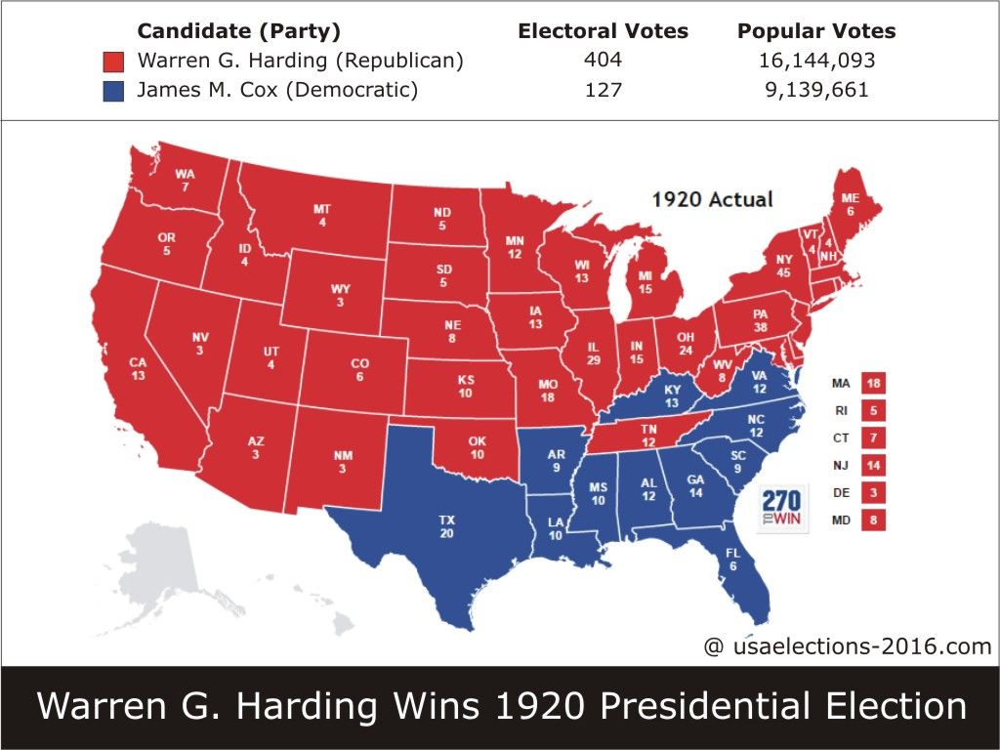 Candidate (Party) Electoral Votes Popular Votes
Warren G. Harding (Republican) 404 16,144,093
James M. Cox (Democratic) 127 9,139,661
1920 Actual
WA
7
OR
5
CA
13
NV
3
ID
4
MT
4
WY
3
UT
4
AZ
3
CO
6
NM
3
ND
5
SD
5
NE
8
KS
10
OK
10
TX
20
MN
12
IA
13
MO
18
AR
9
LA
10
WI
13
IL
29
MI
15
IN
15
OH
24
KY
13
TN
12
MS
10
AL
12
GA
14
FL
6
SC
9
NC
12
VA
12
WV
8
PA
38
NY
45
VT
4
4
NH
ME
6
MA 18
RI 5
CT 7
NJ 14
DE 3
MD 8
270
TO WIN
@ usaelections-2016.com
Warren G. Harding Wins 1920 Presidential Election